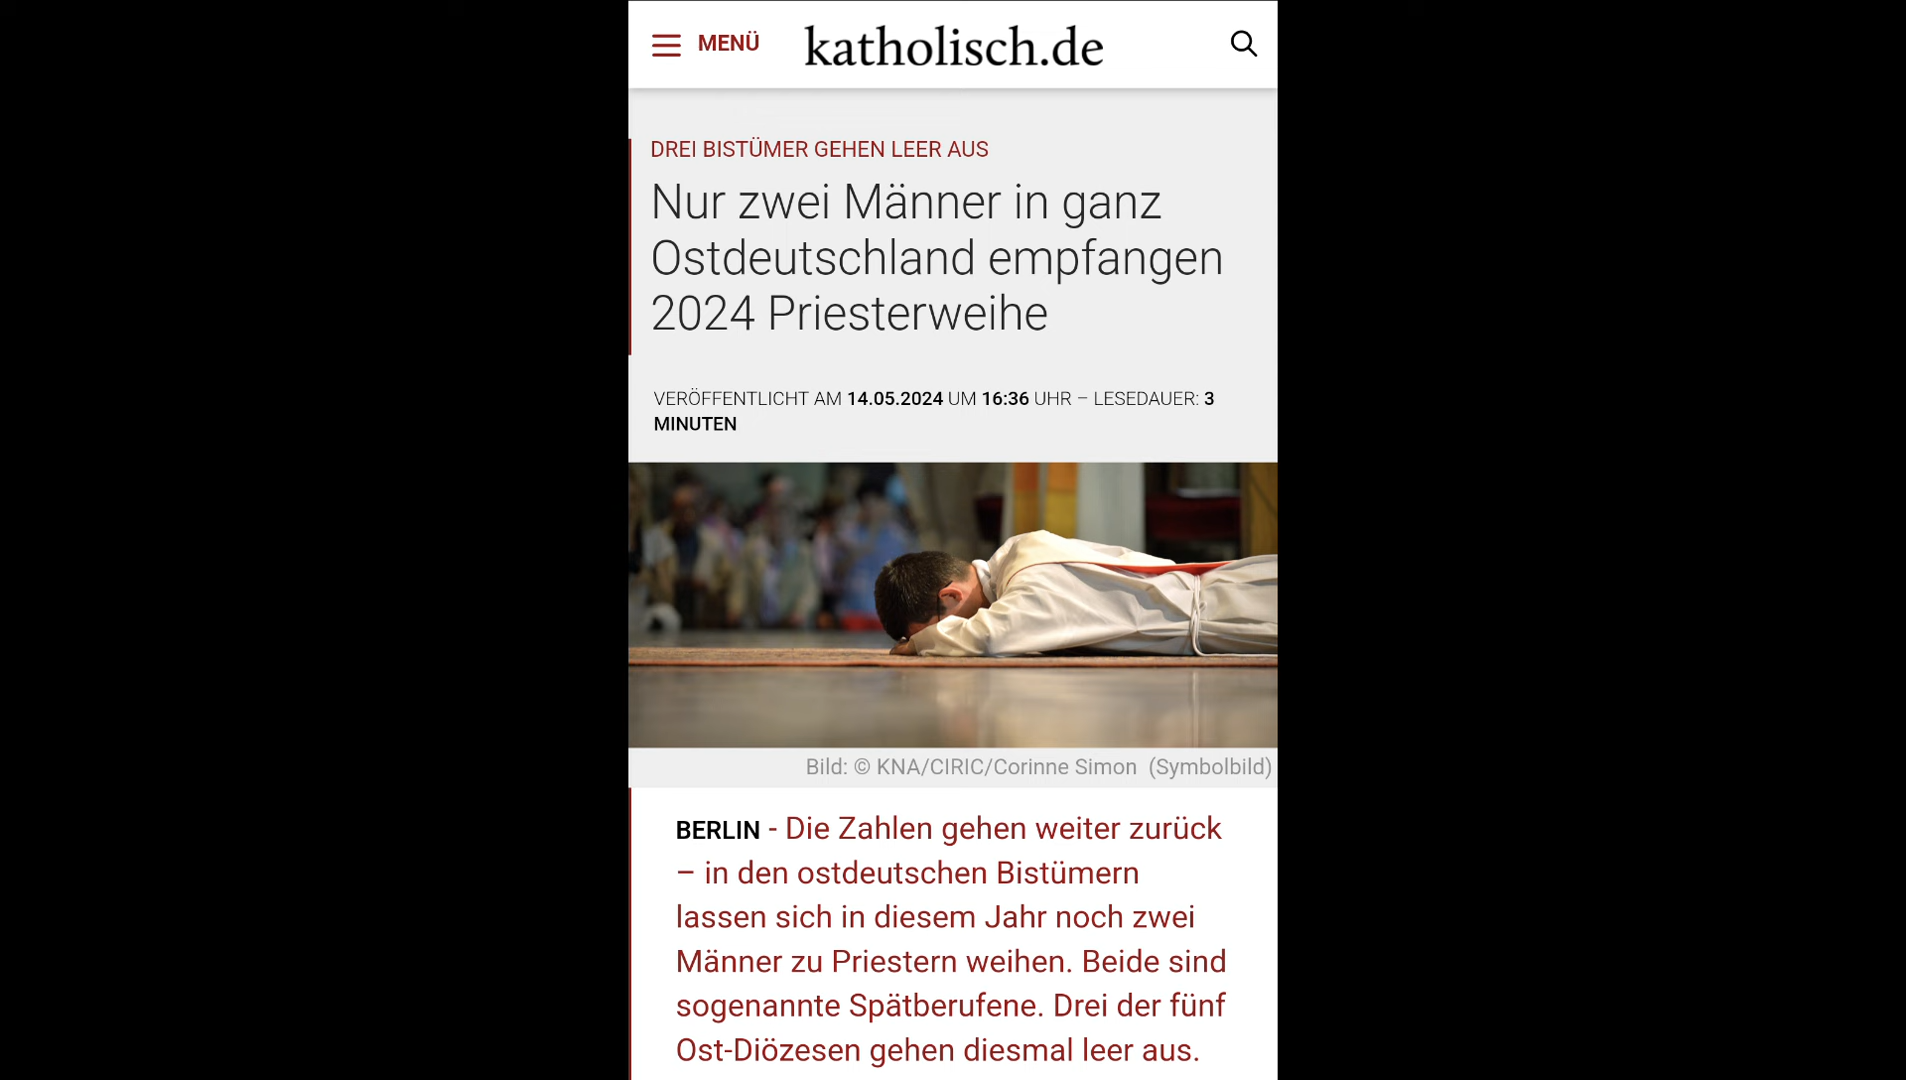 MENÜ
katholisch.de
DREI BISTÜMER GEHEN LEER AUS
Nur zwei Männer in ganz
Ostdeutschland empfangen
2024 Priesterweihe
VERÖFFENTLICHT AM 14.05.2024 UM 16:36 UHR – LESEDAUER: 3
MINUTEN
Bild: © KNA/CIRIC/Corinne Simon (Symbolbild)
BERLIN - Die Zahlen gehen weiter zurück
– in den ostdeutschen Bistümern
lassen sich in diesem Jahr noch zwei
Männer zu Priestern weihen. Beide sind
sogenannte Spätberufene. Drei der fünf
Ost-Diözesen gehen diesmal leer aus.